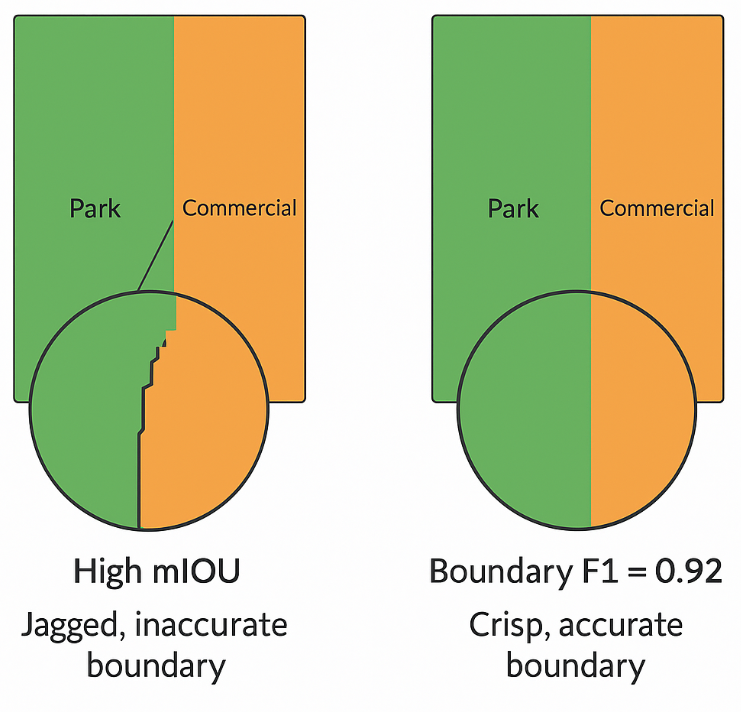 Park
Commercial
High mIOU
Jagged, inaccurate
boundary
Park
Commercial
Boundary F1 = 0.92
Crisp, accurate
boundary